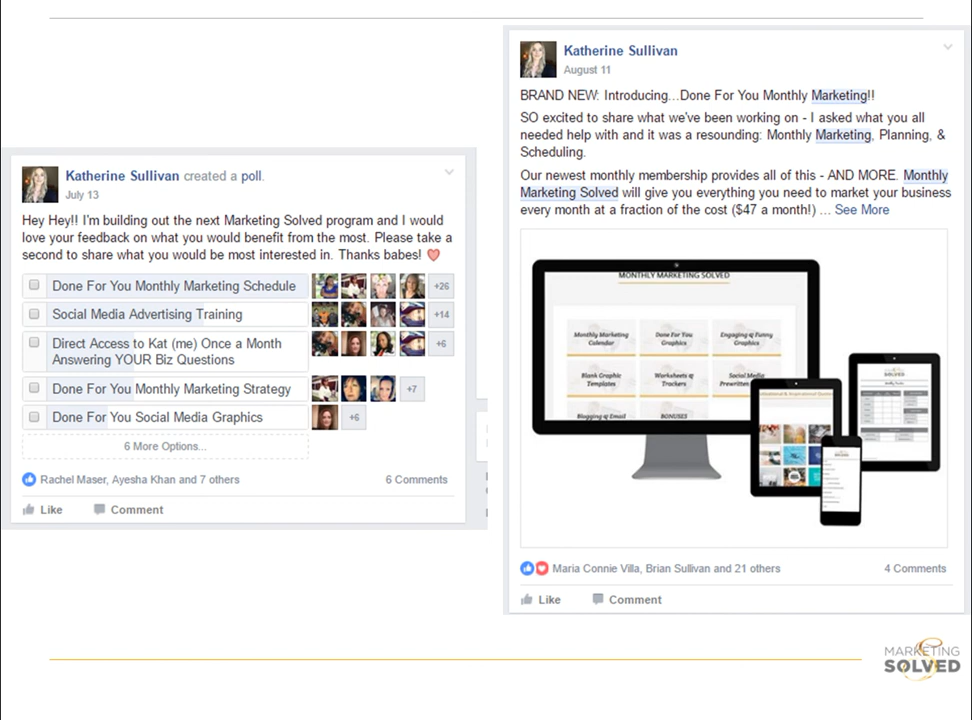 Katherine Sullivan created a poll.
July 13
Hey Hey!! I'm building out the next Marketing Solved program and I would
love your feedback on what you would benefit from the most. Please take a
second to share what you would be most interested in. Thanks babes! ❤
Done For You Monthly Marketing Schedule
+26
Social Media Advertising Training
+14
Direct Access to Kat (me) Once a Month
Answering YOUR Biz Questions
+6
Done For You Monthly Marketing Strategy
+7
Done For You Social Media Graphics
+6
6 More Options...
Rachel Maser, Ayesha Khan and 7 others
6 Comments
Like
Comment
Katherine Sullivan
August 11
BRAND NEW: Introducing...Done For You Monthly Marketing!!
SO excited to share what we've been working on - I asked what you all
needed help with and it was a resounding: Monthly Marketing, Planning, &
Scheduling.
Our newest monthly membership provides all of this - AND MORE. Monthly
Marketing Solved will give you everything you need to market your business
every month at a fraction of the cost ($47 a month!) ... See More
MONTHLY MARKETING SOLVED
Monthly Marketing
Calendar
Done For You
Graphics
Engaging & Funny
Graphics
Blank Graphic
Templates
Worksheets &
Trackers
Social Media
Prewritten
Blogging & Email
BONUSES
Maria Connie Villa, Brian Sullivan and 21 others
4 Comments
Like
Comment
MARKETING
SOLVED